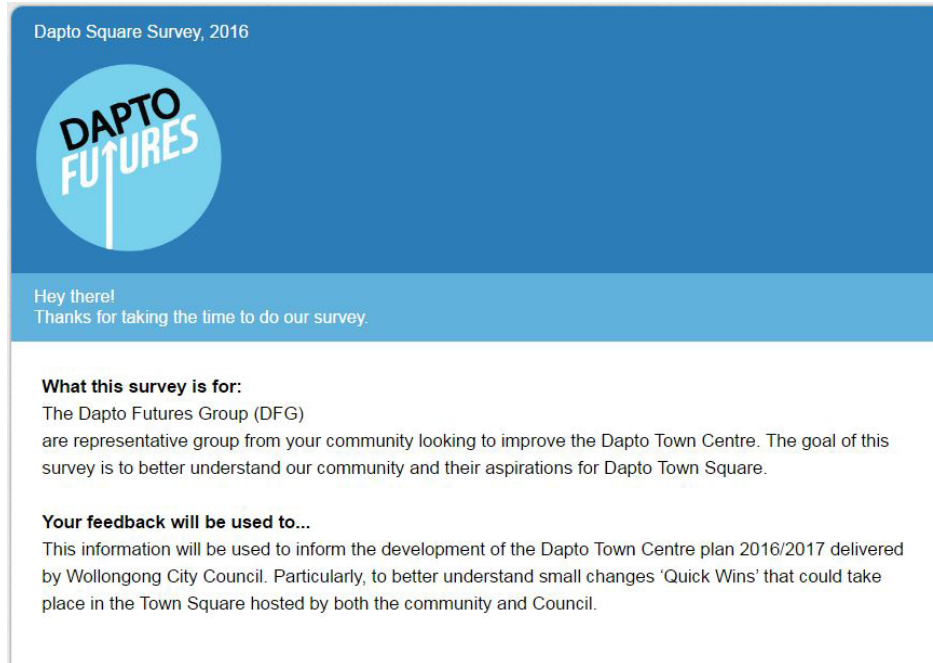 Dapto Square Survey, 2016
DAPTO
FUTURES
Hey there!
Thanks for taking the time to do our survey.
What this survey is for:
The Dapto Futures Group (DFG)
are representative group from your community looking to improve the Dapto Town Centre. The goal of this
survey is to better understand our community and their aspirations for Dapto Town Square.
Your feedback will be used to...
This information will be used to inform the development of the Dapto Town Centre plan 2016/2017 delivered
by Wollongong City Council. Particularly, to better understand small changes ‘Quick Wins’ that could take
place in the Town Square hosted by both the community and Council.